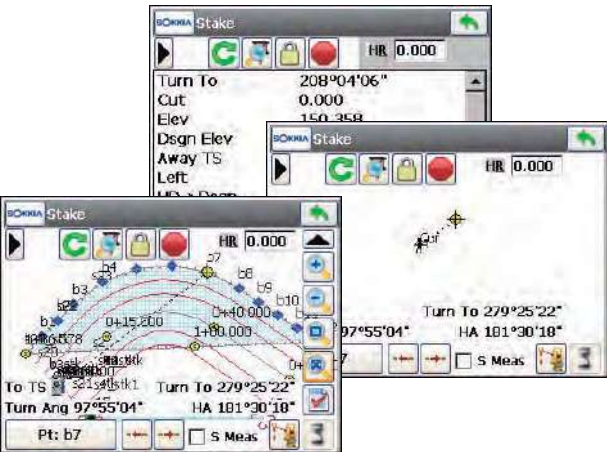 SOKKIA Stake
HR 0.000
Turn To 208°04'06"
Cut 0.000
Elev 150.358
Dsgn Elev
Away TS
Left
SOKKIA Stake
HR 0.000
Cur
Turn To 279°25'22"
97°55'04" HA 181°30'18"
7 S Meas
SOKKIA Stake
HR 0.000
b4
b7
b3
b8
b9
b10
0+40.000
0+15.000
1+00.000
To TS Turn To 279°25'22"
Turn Ang 97°55'04" HA 181°30'18"
Pt: b7 S Meas